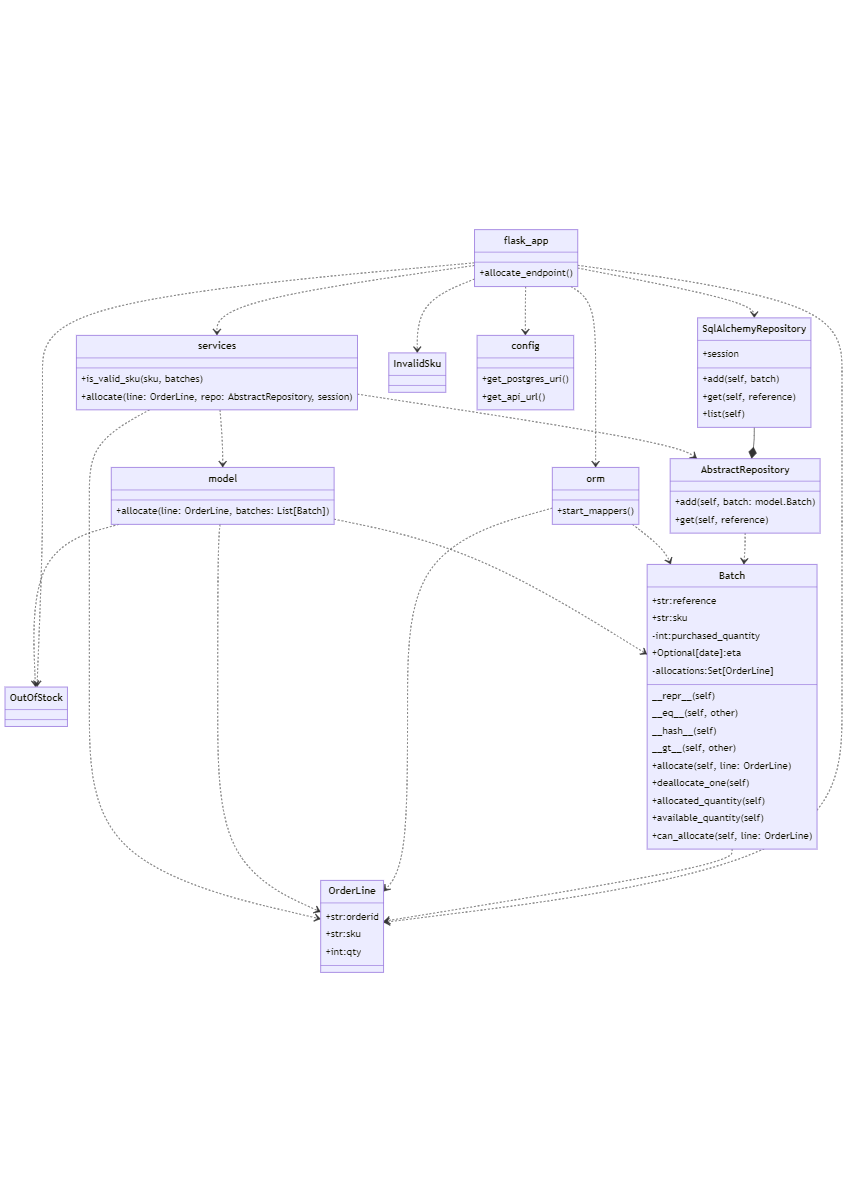 flask_app
+allocate_endpoint()
services
+is_valid_sku(sku, batches)
+allocate(line: OrderLine, repo: AbstractRepository, session)
InvalidSku
config
+get_postgres_uri()
+get_api_url()
SqlAlchemyRepository
+session
+add(self, batch)
+get(self, reference)
+list(self)
model
+allocate(line: OrderLine, batches: List[Batch])
orm
+start_mappers()
AbstractRepository
+add(self, batch: model.Batch)
+get(self, reference)
Batch
+str:reference
+str:sku
-int:purchased_quantity
+Optional[date]:eta
-allocations:Set[OrderLine]
__repr__(self)
__eq__(self, other)
__hash__(self)
__gt__(self, other)
+allocate(self, line: OrderLine)
+deallocate_one(self)
+allocated_quantity(self)
+available_quantity(self)
+can_allocate(self, line: OrderLine)
OutOfStock
OrderLine
+str:orderid
+str:sku
+int:qty